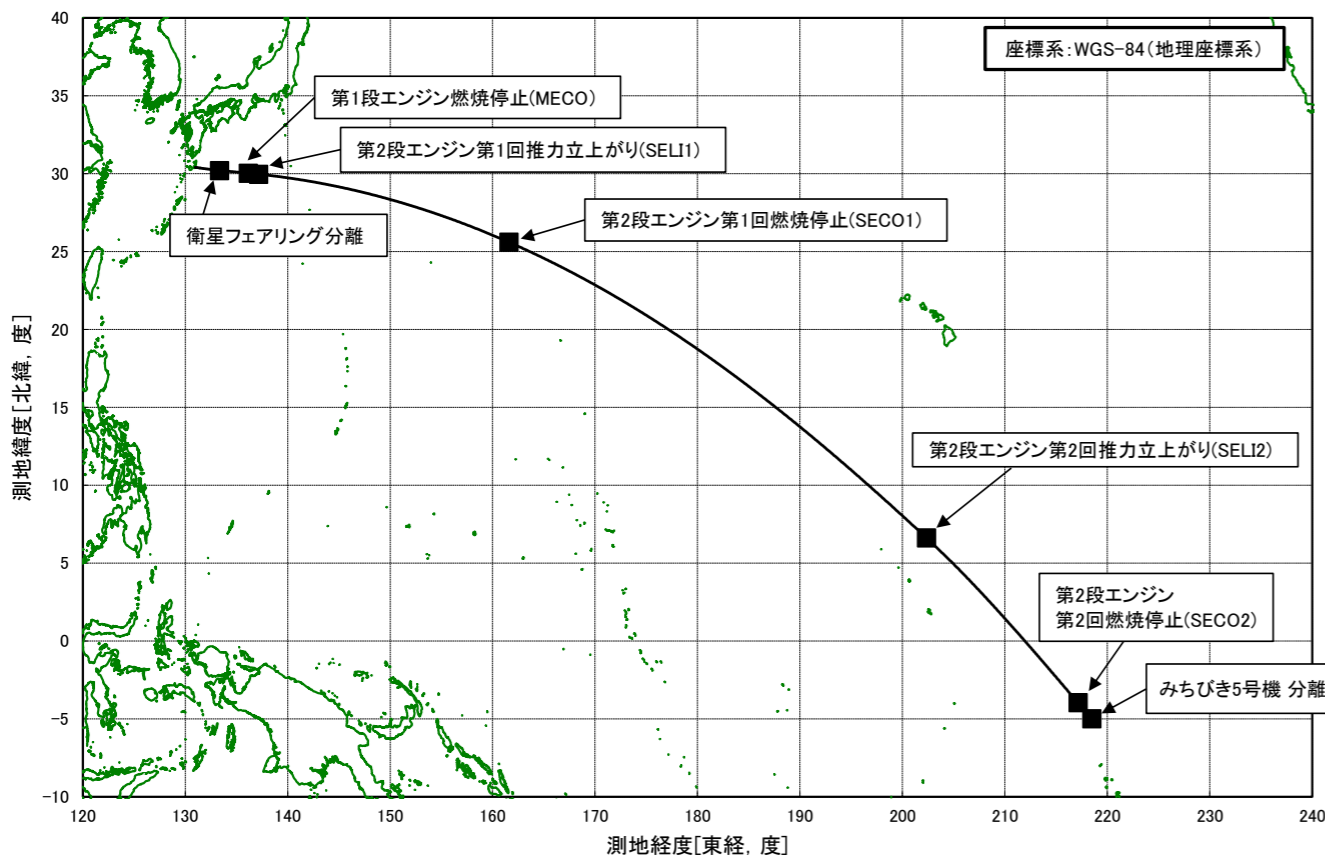 座標系：WGS-84（地理座標系）
第1段エンジン燃焼停止(MECO)
第2段エンジン第1回推力立上がり(SELI1)
衛星フェアリング分離
第2段エンジン第1回燃焼停止(SECO1)
第2段エンジン第2回推力立上がり(SELI2)
第2段エンジン
第2回燃焼停止(SECO2)
みちびき5号機 分離
測地緯度[北緯，度]
40
35
30
25
20
15
10
5
0
-5
-10
120 130 140 150 160 170 180 190 200 210 220 230 240
測地経度[東経，度]